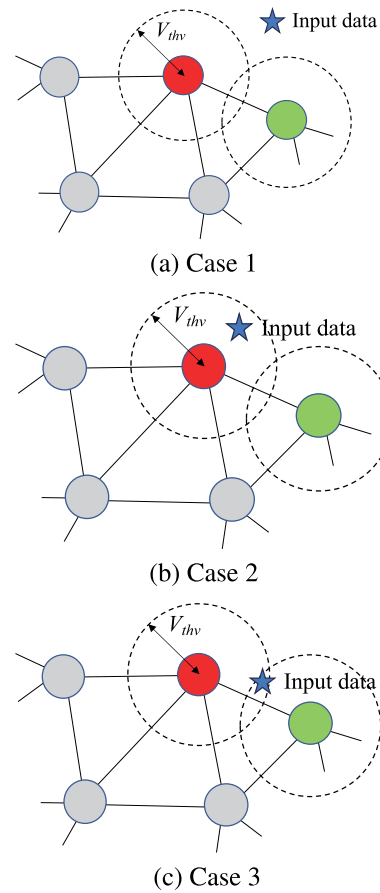 Input data
V_thv
(a) Case 1
V_thv
Input data
(b) Case 2
V_thv
Input data
(c) Case 3